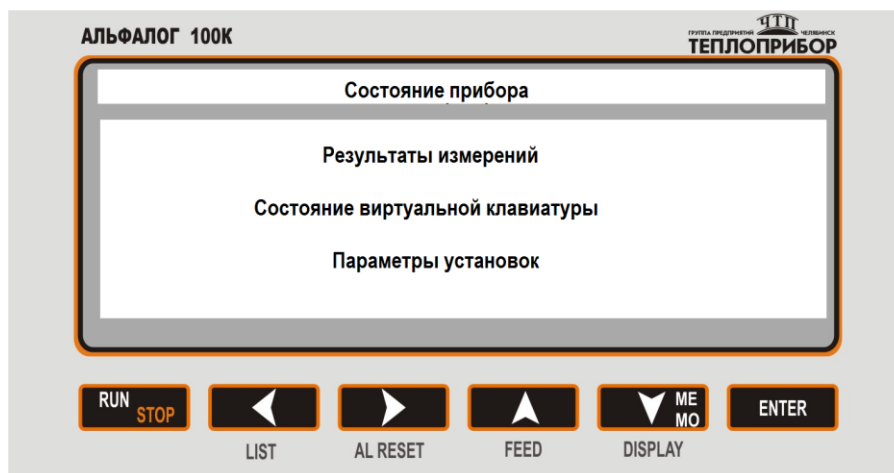 АЛЬФАЛОГ 100К
ЧТП
ГРУППА ПРЕДПРИЯТИЙ ЧЕЛЯБИНСК
ТЕПЛОПРИБОР
Состояние прибора
Результаты измерений
Состояние виртуальной клавиатуры
Параметры установок
RUN STOP
ME MO
ENTER
LIST AL RESET FEED DISPLAY